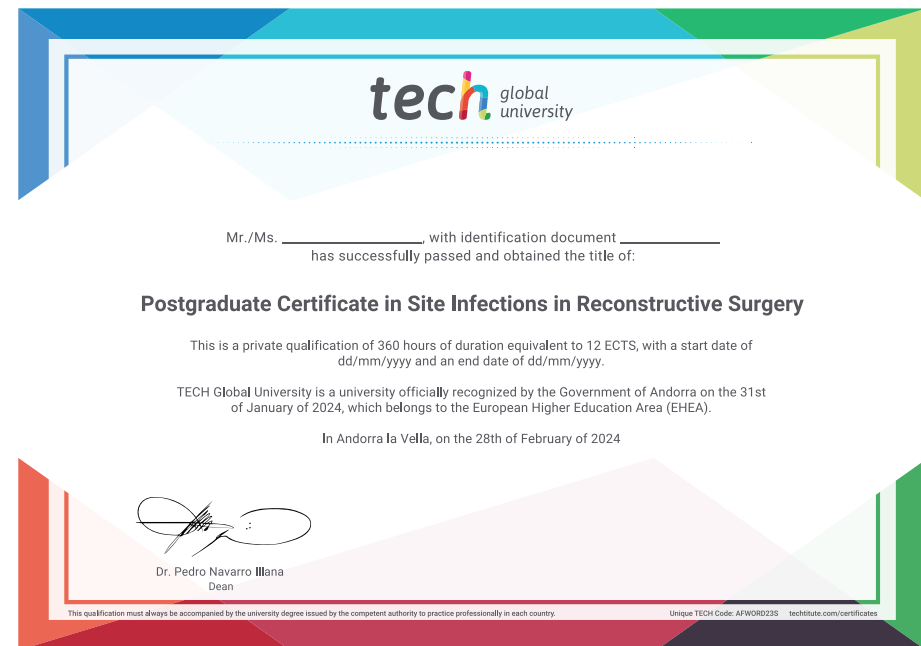 tech global university
Mr./Ms. ____________________, with identification document ______________
has successfully passed and obtained the title of:
Postgraduate Certificate in Site Infections in Reconstructive Surgery
This is a private qualification of 360 hours of duration equivalent to 12 ECTS, with a start date of
dd/mm/yyyy and an end date of dd/mm/yyyy.
TECH Global University is a university officially recognized by the Government of Andorra on the 31st
of January of 2024, which belongs to the European Higher Education Area (EHEA).
In Andorra la Vella, on the 28th of February of 2024
Dr. Pedro Navarro Illana
Dean
This qualification must always be accompanied by the university degree issued by the competent authority to practice professionally in each country.
Unique TECH Code: AFWORD23S techtitute.com/certificates